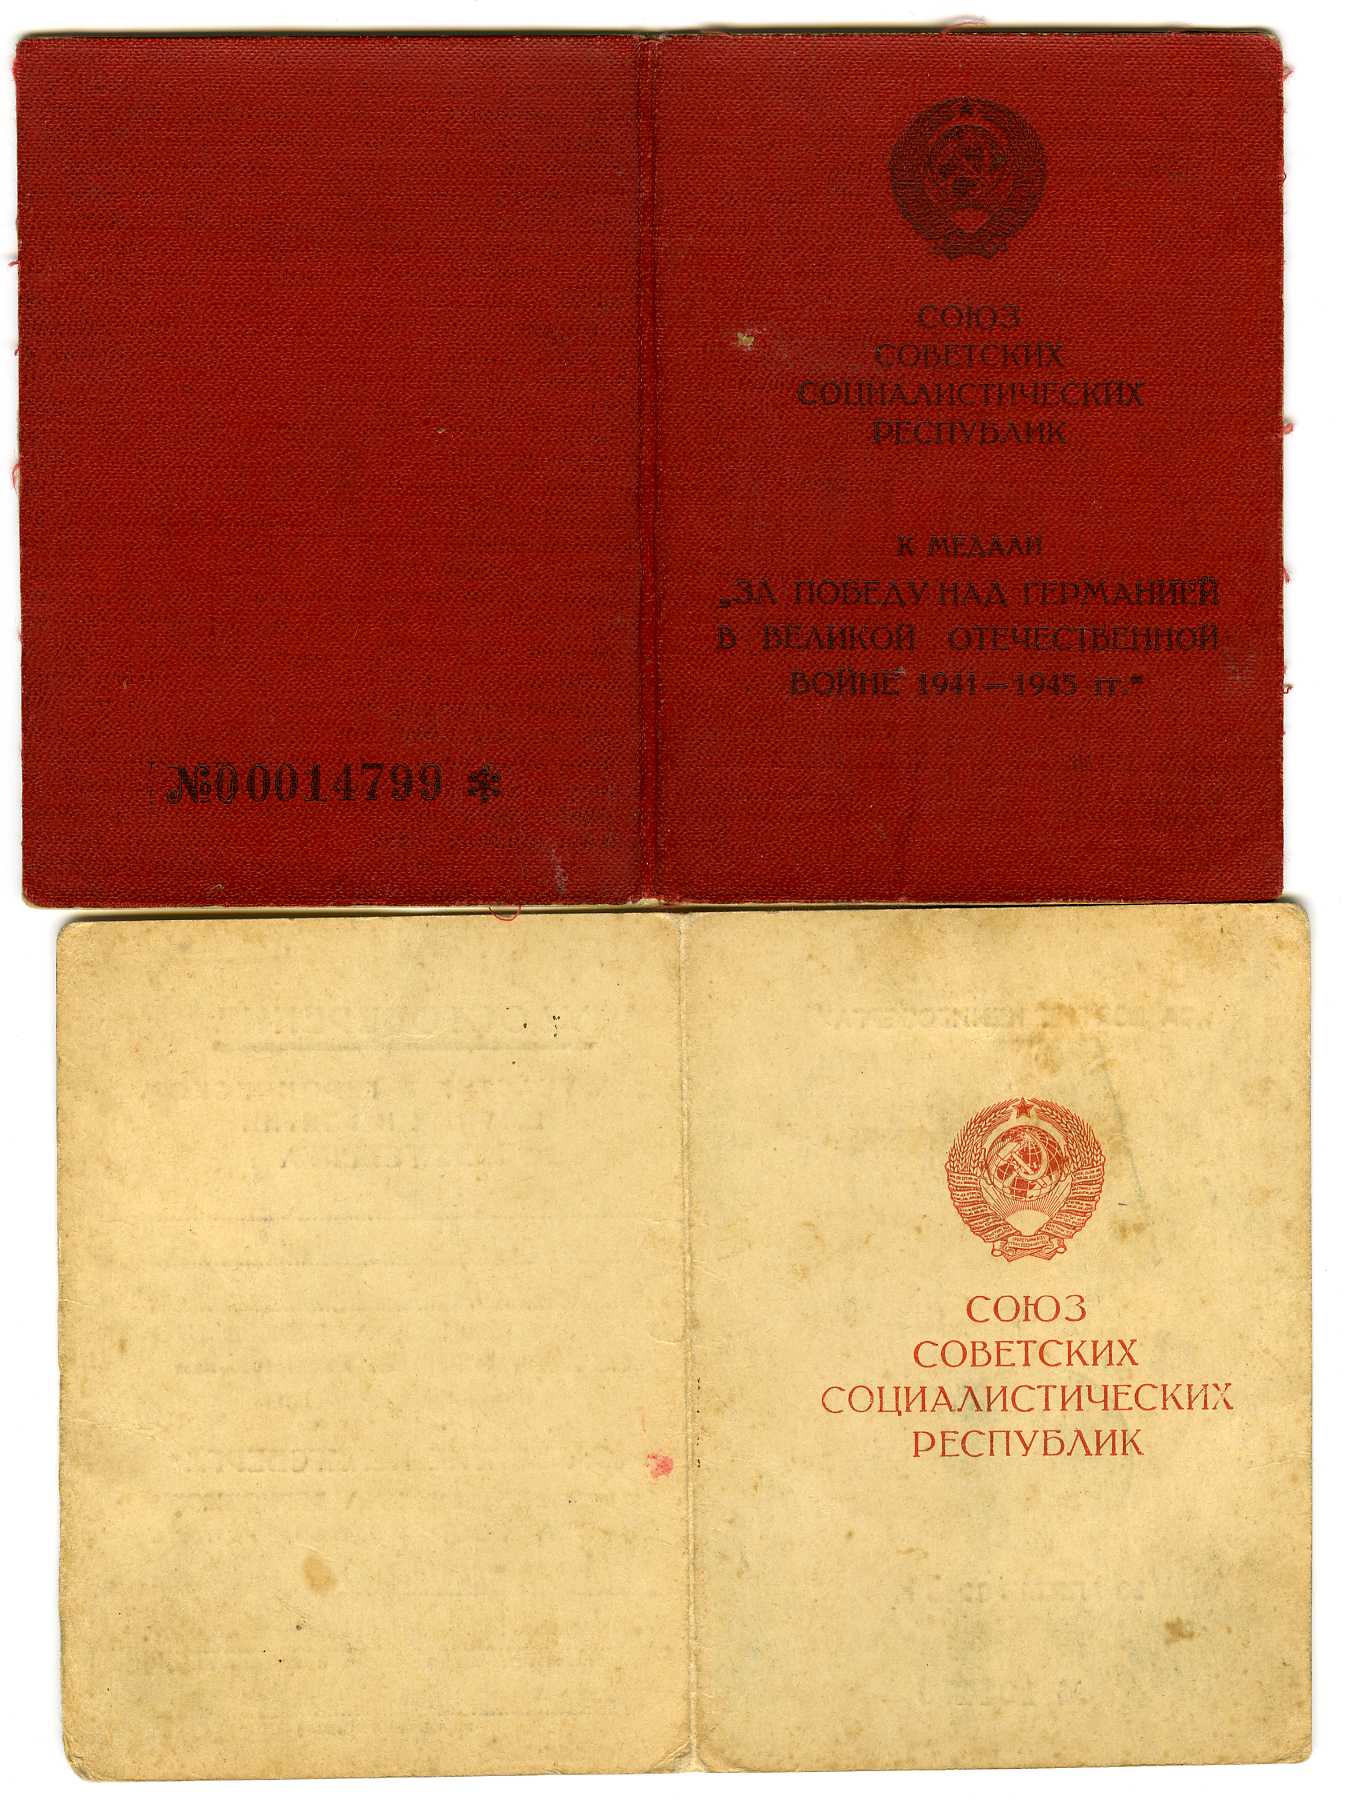 СОЮЗ
СОВЕТСКИХ
СОЦИАЛИСТИЧЕСКИХ
РЕСПУБЛИК
К МЕДАЛИ
„ЗА ПОБЕДУ НАД ГЕРМАНИЕЙ
В ВЕЛИКОЙ ОТЕЧЕСТВЕННОЙ
ВОЙНЕ 1941—1945 гг.“
№00014799 *
СОЮЗ
СОВЕТСКИХ
СОЦИАЛИСТИЧЕСКИХ
РЕСПУБЛИК